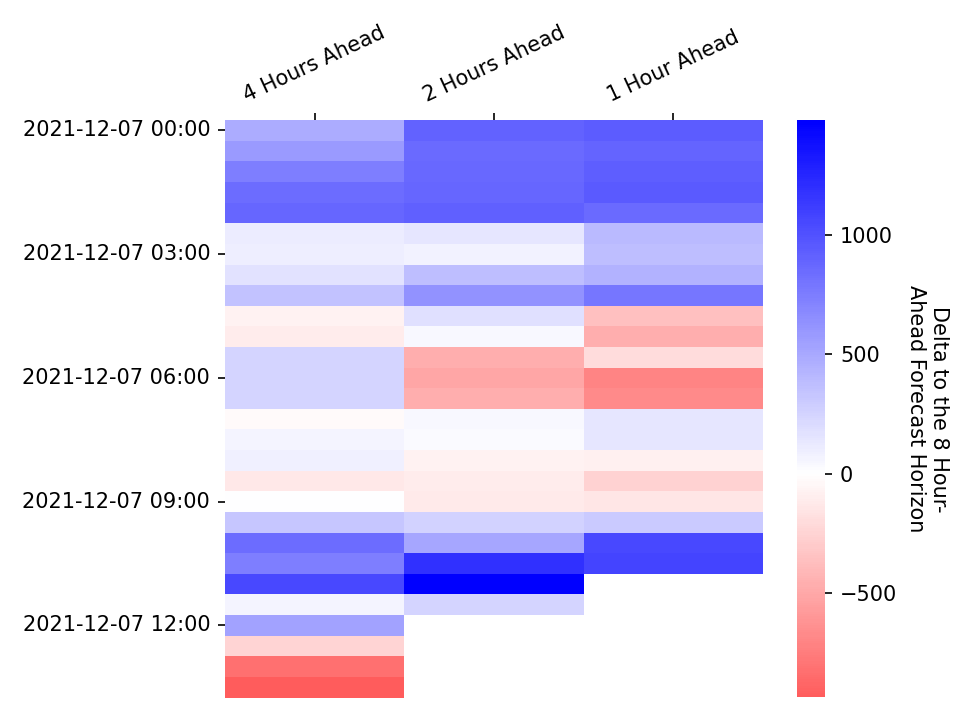 4 Hours Ahead
2 Hours Ahead
1 Hour Ahead
2021-12-07 00:00
2021-12-07 03:00
2021-12-07 06:00
2021-12-07 09:00
2021-12-07 12:00
1000
500
0
−500
Delta to the 8 Hour-
Ahead Forecast Horizon